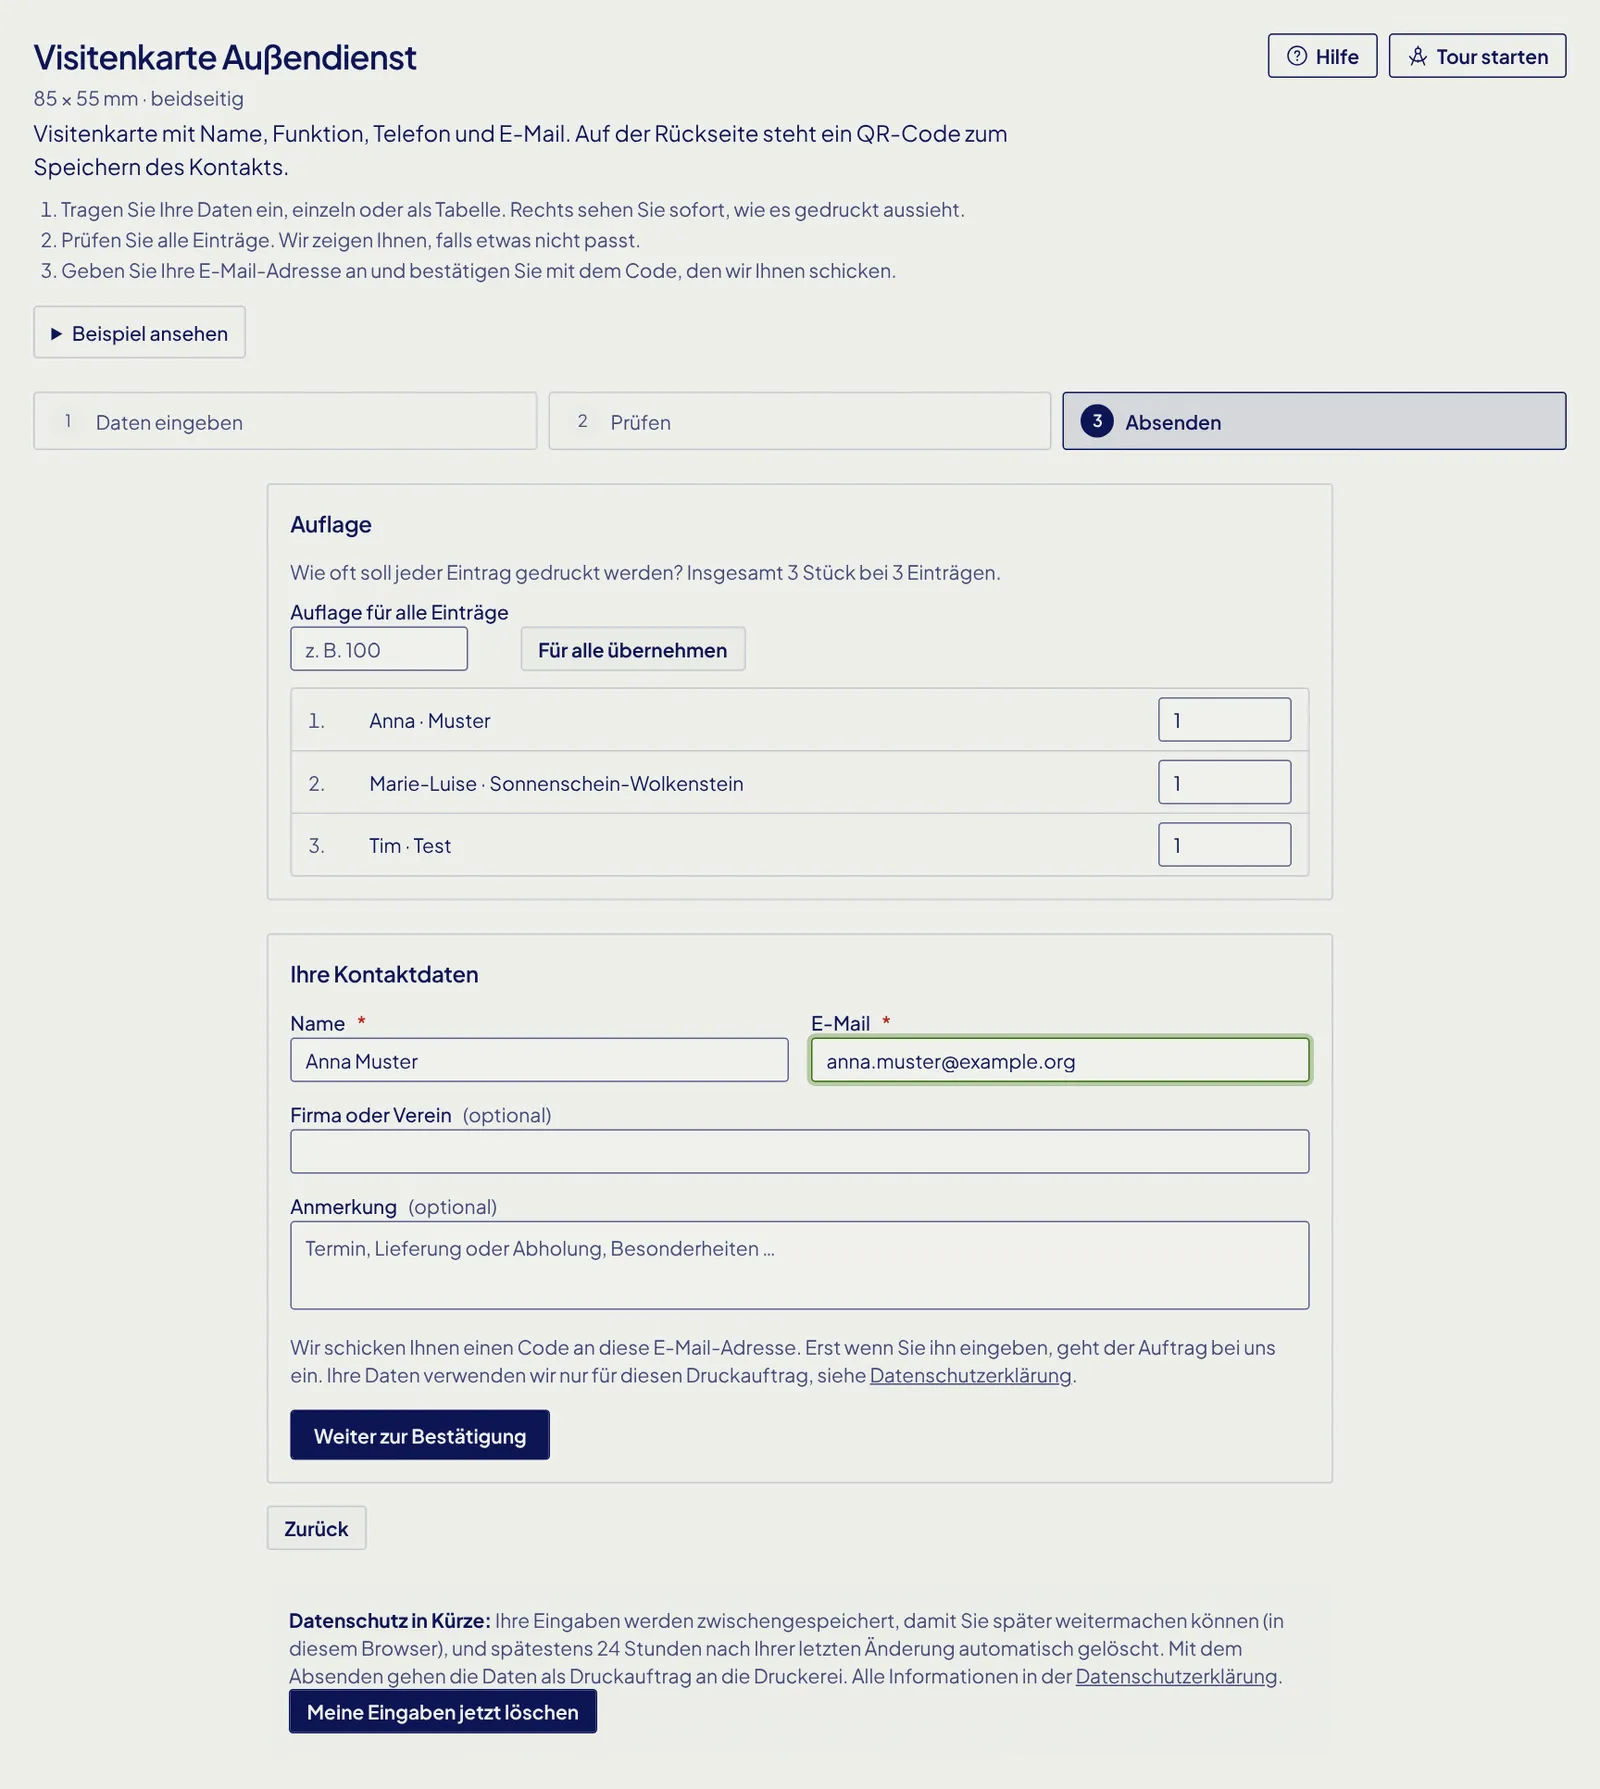 Visitenkarte Außendienst
Hilfe
Tour starten
85 × 55 mm · beidseitig
Visitenkarte mit Name, Funktion, Telefon und E-Mail. Auf der Rückseite steht ein QR-Code zum
Speichern des Kontakts.
1. Tragen Sie Ihre Daten ein, einzeln oder als Tabelle. Rechts sehen Sie sofort, wie es gedruckt aussieht.
2. Prüfen Sie alle Einträge. Wir zeigen Ihnen, falls etwas nicht passt.
3. Geben Sie Ihre E-Mail-Adresse an und bestätigen Sie mit dem Code, den wir Ihnen schicken.
Beispiel ansehen
1 Daten eingeben
2 Prüfen
3 Absenden
Auflage
Wie oft soll jeder Eintrag gedruckt werden? Insgesamt 3 Stück bei 3 Einträgen.
Auflage für alle Einträge
z. B. 100
Für alle übernehmen
1. Anna · Muster 1
2. Marie-Luise · Sonnenschein-Wolkenstein 1
3. Tim · Test 1
Ihre Kontaktdaten
Name *
E-Mail *
Anna Muster
anna.muster@example.org
Firma oder Verein (optional)
Anmerkung (optional)
Termin, Lieferung oder Abholung, Besonderheiten ...
Wir schicken Ihnen einen Code an diese E-Mail-Adresse. Erst wenn Sie ihn eingeben, geht der Auftrag bei uns
ein. Ihre Daten verwenden wir nur für diesen Druckauftrag, siehe Datenschutzerklärung.
Weiter zur Bestätigung
Zurück
Datenschutz in Kürze: Ihre Eingaben werden zwischengespeichert, damit Sie später weitermachen können (in
diesem Browser), und spätestens 24 Stunden nach Ihrer letzten Änderung automatisch gelöscht. Mit dem
Absenden gehen die Daten als Druckauftrag an die Druckerei. Alle Informationen in der Datenschutzerklärung.
Meine Eingaben jetzt löschen